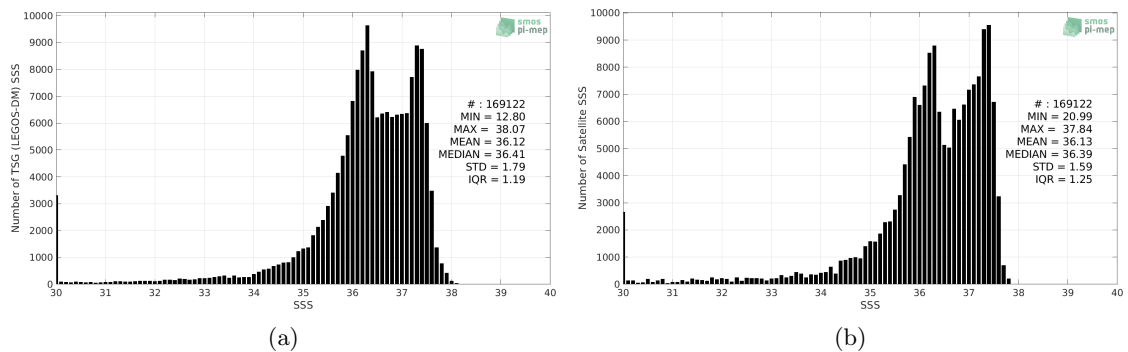 smos
pi-mep
Number of TSG (LEGOS-DM) SSS
10000
9000
8000
7000
6000
5000
4000
3000
2000
1000
0
# : 169122
MIN = 12.80
MAX = 38.07
MEAN = 36.12
MEDIAN = 36.41
STD = 1.79
IQR = 1.19
30 31 32 33 34 35 36 37 38 39 40
SSS
(a)
smos
pi-mep
Number of Satellite SSS
10000
9000
8000
7000
6000
5000
4000
3000
2000
1000
0
# : 169122
MIN = 20.99
MAX = 37.84
MEAN = 36.13
MEDIAN = 36.39
STD = 1.59
IQR = 1.25
30 31 32 33 34 35 36 37 38 39 40
SSS
(b)